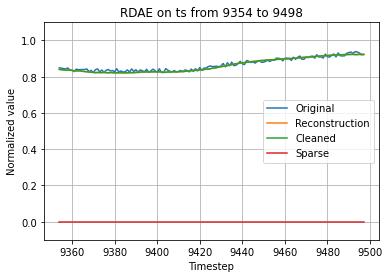 RDAE on ts from 9354 to 9498
Normalized value
1.0
0.8
0.6
0.4
0.2
0.0
Original
Reconstruction
Cleaned
Sparse
9360 9380 9400 9420 9440 9460 9480 9500
Timestep